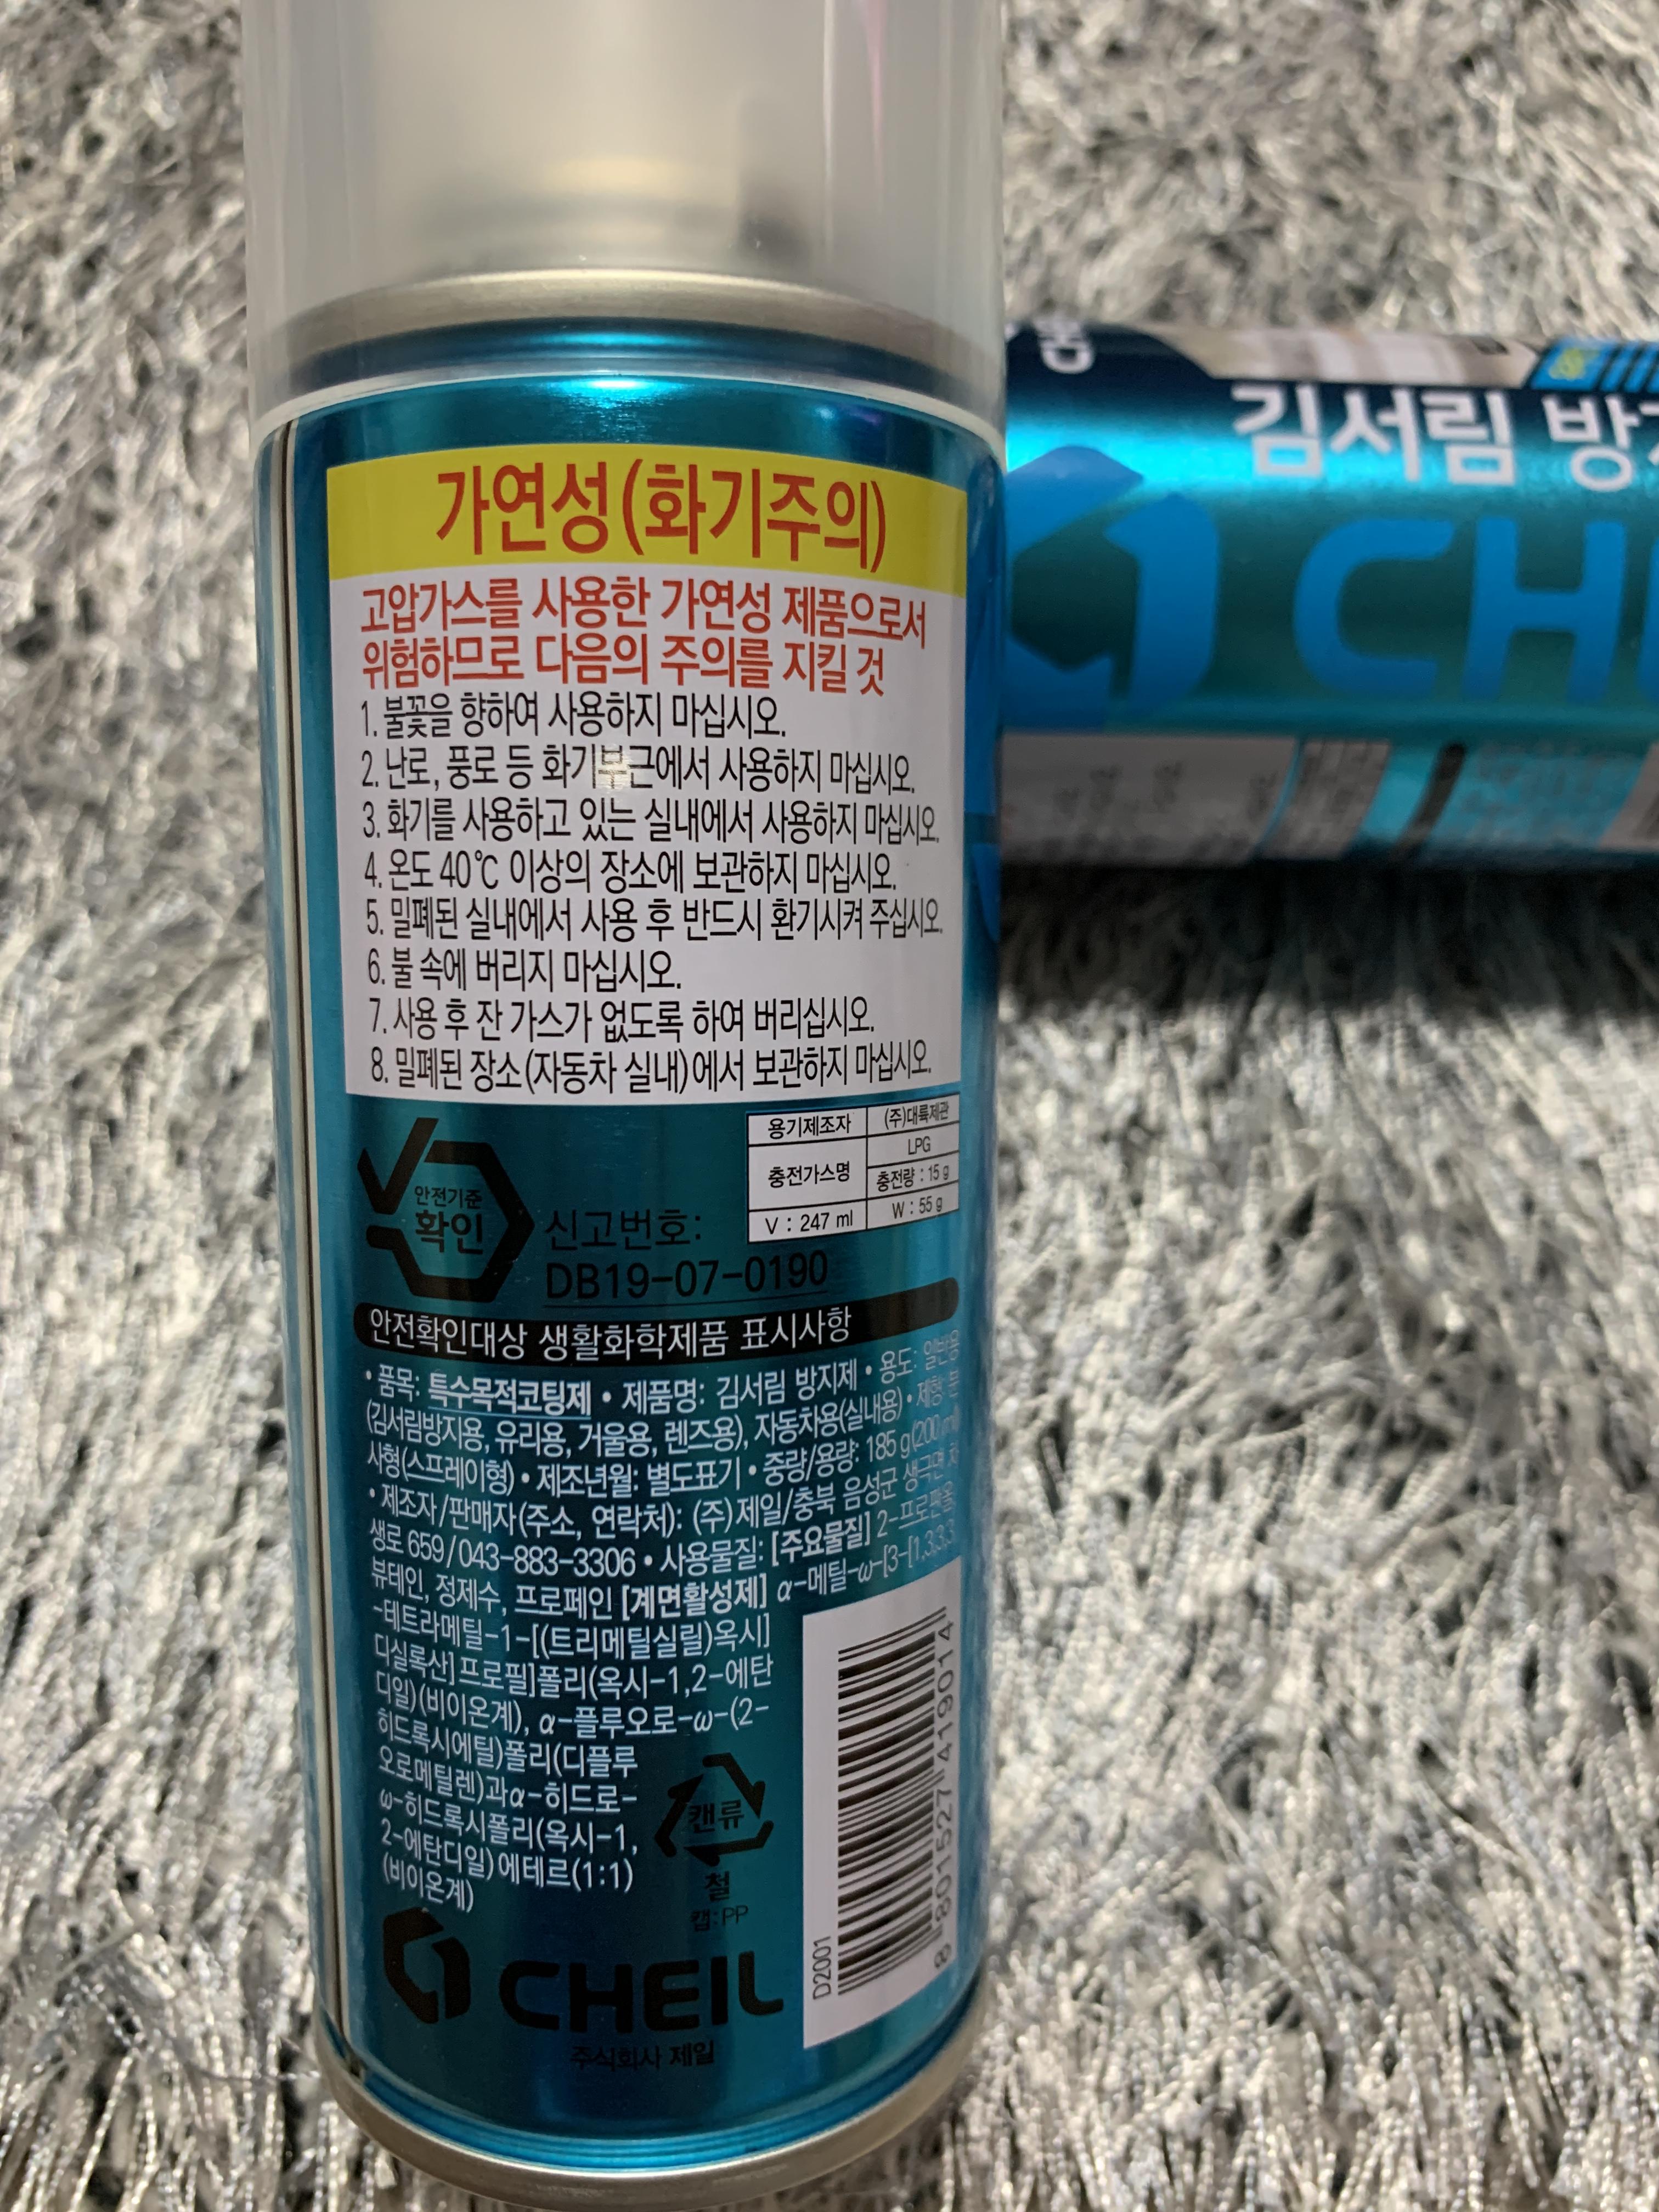 가연성(화기주의)
고압가스를 사용한 가연성 제품으로서
위험하므로 다음의 주의를 지킬 것
1. 불꽃을 향하여 사용하지 마십시오.
2. 난로, 풍로 등 화기부근에서 사용하지 마십시오.
3. 화기를 사용하고 있는 실내에서 사용하지 마십시오.
4. 온도 40℃ 이상의 장소에 보관하지 마십시오.
5. 밀폐된 실내에서 사용 후 반드시 환기시켜 주십시오.
6. 불 속에 버리지 마십시오.
7. 사용 후 잔 가스가 없도록 하여 버리십시오.
8. 밀폐된 장소(자동차 실내)에서 보관하지 마십시오.
용기제조자 (주)대륙제관
충전가스명 LPG
충전량 : 15 g
V : 247 ml W : 55 g
안전기준
확인
신고번호:
DB19-07-0190
안전확인대상 생활화학제품 표시사항
• 품목: 특수목적코팅제 • 제품명: 김서림 방지제 • 용도: 일반용
(김서림방지용, 유리용, 거울용, 렌즈용), 자동차용(실내용) • 제형: 분
사형(스프레이형) • 제조년월: 별도표기 • 중량/용량: 185 g(200 ml)
• 제조자/판매자(주소, 연락처): (주)제일/충북 음성군 생극면 차
생로 659/043-883-3306 • 사용물질: [주요물질] 2-프로판올,
뷰테인, 정제수, 프로페인 [계면활성제] α-메틸-ω-[3-[1,3,3,3
-테트라메틸-1-[(트리메틸실릴)옥시]
디실록산]프로필]폴리(옥시-1,2-에탄
디일)(비이온계), α-플루오로-ω-(2-
히드록시에틸)폴리(디플루
오로메틸렌)과α-히드로-
ω-히드록시폴리(옥시-1,
2-에탄디일)에테르(1:1)
(비이온계)
캔류
철
캡:PP
CHEIL
주식회사 제일
D2001
8 801527 419014
김서림 방